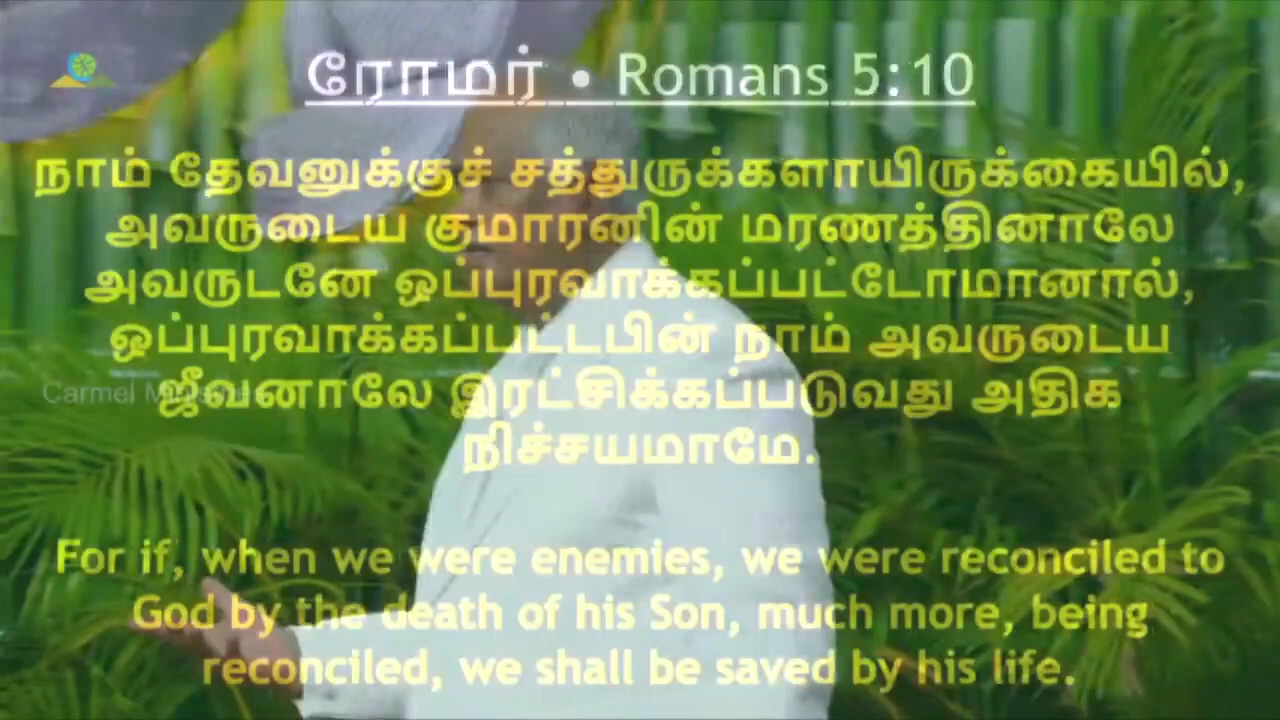 ரோமர் • Romans 5:10
நாம் தேவனுக்குச் சத்துருக்களாயிருக்கையில்,
அவருடைய குமாரனின் மரணத்தினாலே
அவருடனே ஒப்புரவாக்கப்பட்டோமானால்,
ஒப்புரவாக்கப்பட்டபின் நாம் அவருடைய
ஜீவனாலே இரட்சிக்கப்படுவது அதிக
நிச்சயமாமே.
Carmel Ministries
For if, when we were enemies, we were reconciled to
God by the death of his Son, much more, being
reconciled, we shall be saved by his life.